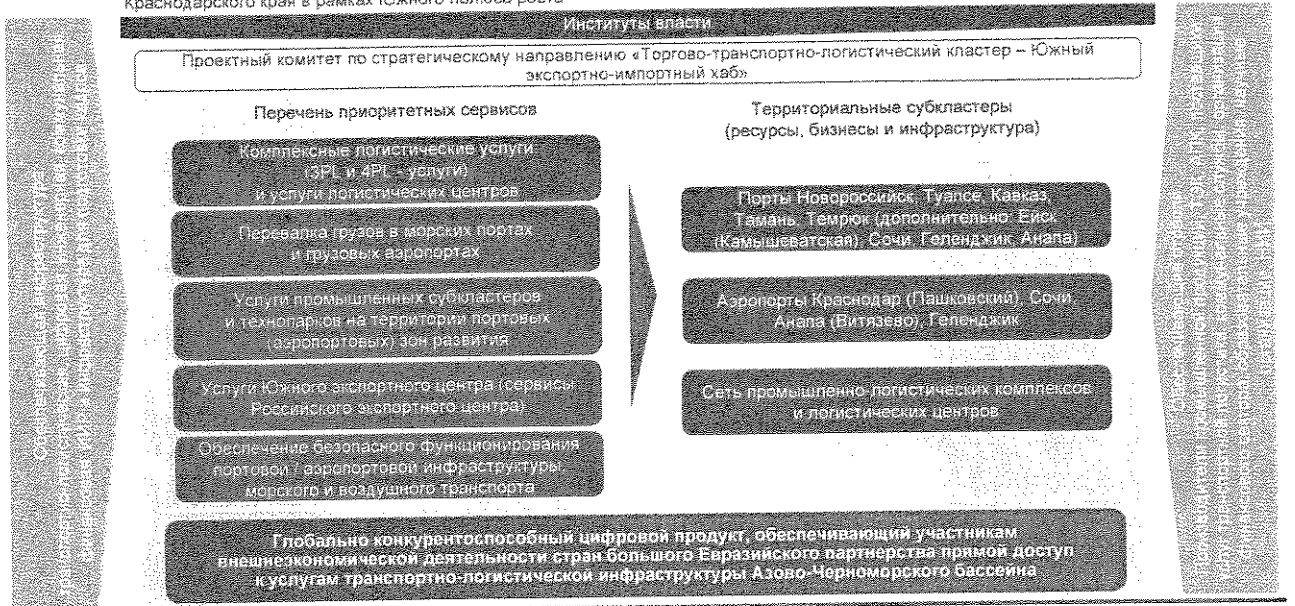 Краснодарского края в рамках Южного полюса роста
Институты власти
Проектный комитет по стратегическому направлению «Торгово-транспортно-логистический кластер – Южный
экспортно-импортный хаб»
Перечень приоритетных сервисов
Территориальные субкластеры
(ресурсы, бизнесы и инфраструктура)
Комплексные логистические услуги
(3PL и 4PL - услуги)
и услуги логистических центров
Перевалка грузов в морских портах
и грузовых аэропортах
Услуги промышленных субкластеров
и технопарков на территории портовых
(аэропортовых) зон развития
Услуги Южного экспортного центра (сервисы
Российского экспортного центра)
Обеспечение безопасного функционирования
портовой / аэропортовой инфраструктуры,
морского и воздушного транспорта
Порты Новороссийск, Туапсе, Кавказ,
Тамань, Темрюк (дополнительно: Ейск
(Камышеватская), Сочи, Геленджик, Анапа)
Аэропорты Краснодар (Пашковский), Сочи,
Анапа (Витязево), Геленджик
Сеть промышленно-логистических комплексов
и логистических центров
Глобально конкурентоспособный цифровой продукт, обеспечивающий участникам
внешнеэкономической деятельности стран большого Евразийского партнерства прямой доступ
к услугам транспортно-логистической инфраструктуры Азово-Черноморского бассейна